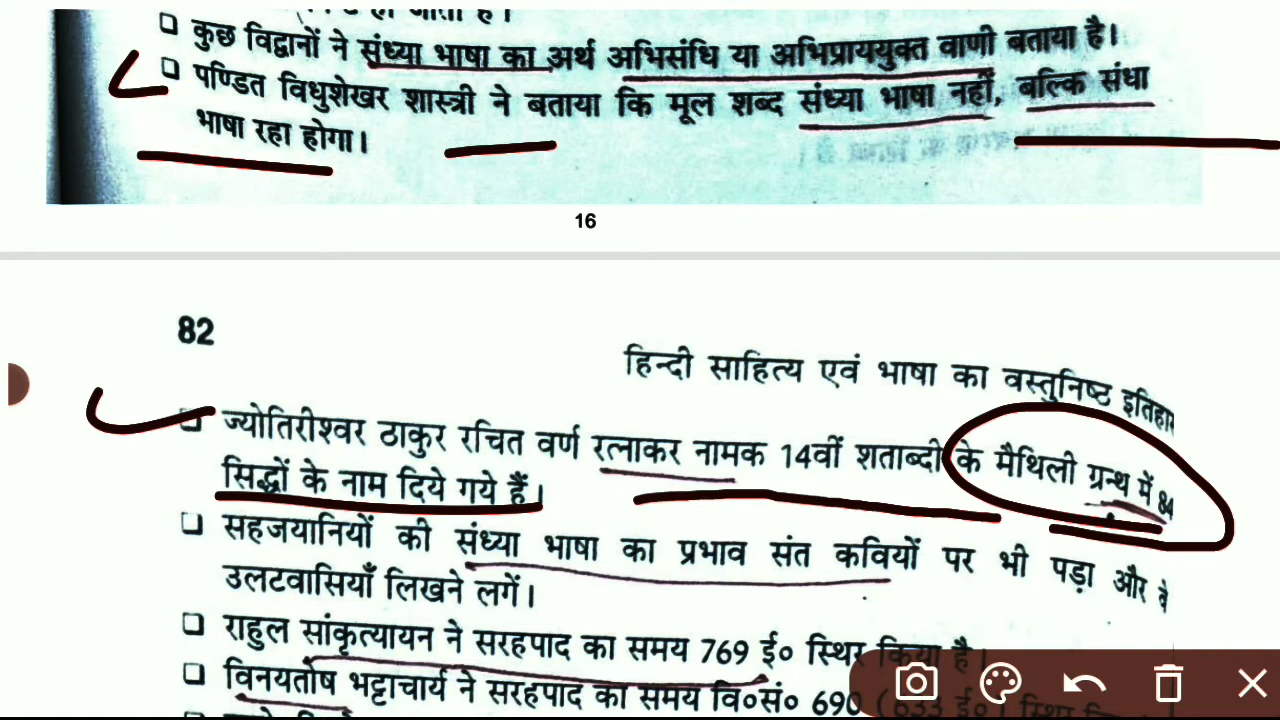 ❑ कुछ विद्वानों ने संध्या भाषा का अर्थ अभिसंधि या अभिप्राययुक्त वाणी बताया है।
❑ पण्डित विधुशेखर शास्त्री ने बताया कि मूल शब्द संध्या भाषा नहीं, बल्कि संधा
भाषा रहा होगा।
16
82
हिन्दी साहित्य एवं भाषा का वस्तुनिष्ठ
❑ ज्योतिरीश्वर ठाकुर रचित वर्ण रत्नाकर नामक 14वीं शताब्दी के मैथिली ग्रन्थ में 84
सिद्धों के नाम दिये गये हैं।
❑ सहजयानियों की संध्या भाषा का प्रभाव संत कवियों पर भी पड़ा और वे
उलटवासियाँ लिखने लगें।
❑ राहुल सांकृत्यायन ने सरहपाद का समय 769 ई० स्थिर किया है।
❑ विनयतोष भट्टाचार्य ने सरहपाद का समय वि०सं० 690 (633 ई०) स्थिर